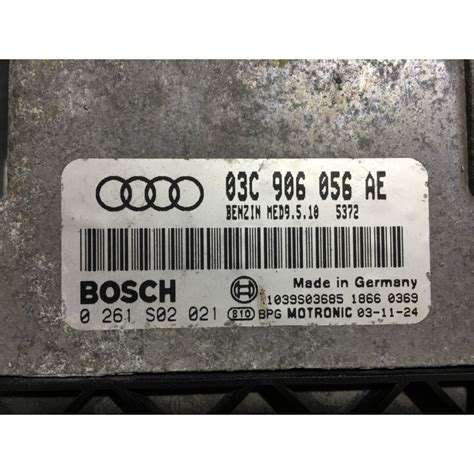 03C 906 056 AE
BENZIN MED9.5.10 5372
Made in Germany
BOSCH
1039S03685 1866 0369
0 261 S02 021 810 BPG MOTRONIC 03-11-24